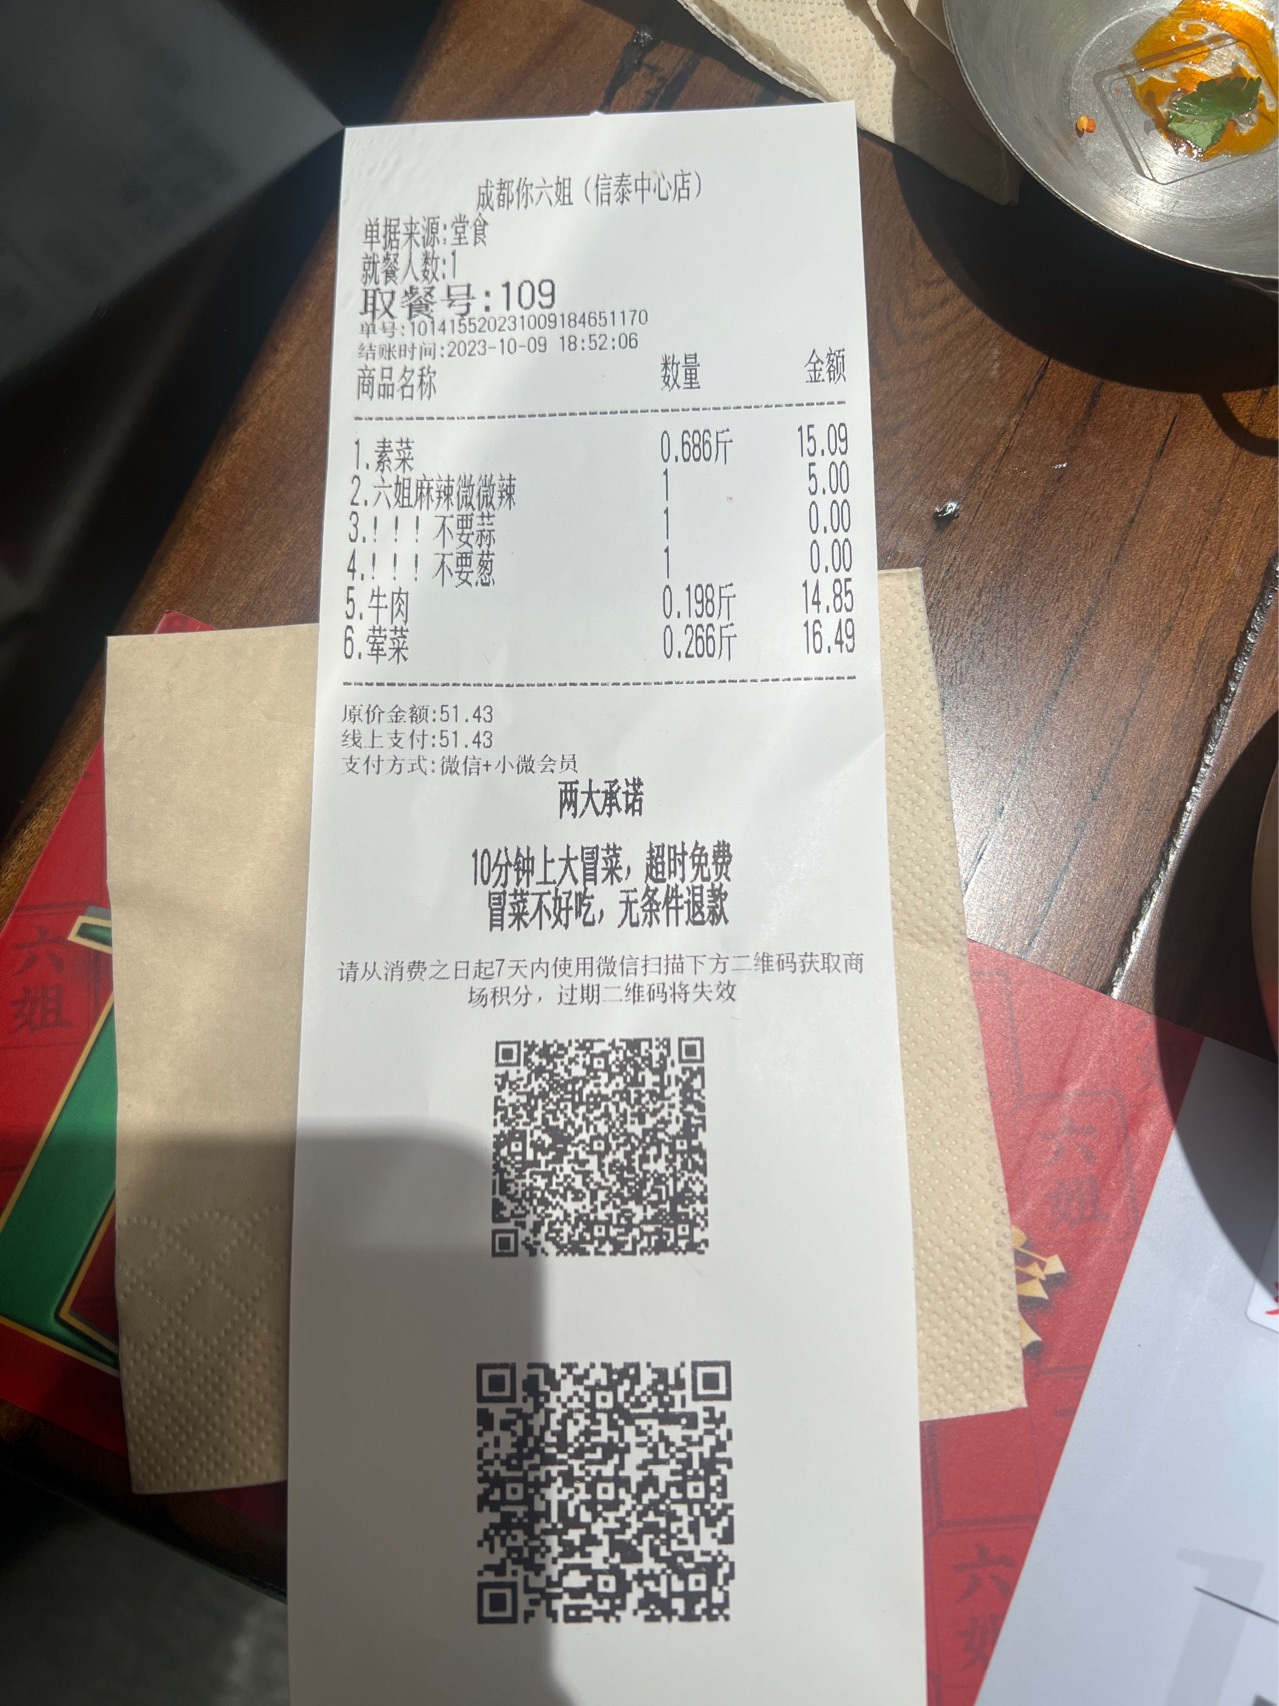 成都你六姐（信泰中心店）
单据来源:堂食
就餐人数:1
取餐号:109
单号:101415520231009184651170
结账时间:2023-10-09 18:52:06
商品名称 数量 金额
1.素菜 0.686斤 15.09
2.六姐麻辣微微辣 1 5.00
3.！！！不要蒜 1 0.00
4.！！！不要葱 1 0.00
5.牛肉 0.198斤 14.85
6.荤菜 0.266斤 16.49
原价金额:51.43
线上支付:51.43
支付方式:微信+小微会员
两大承诺
10分钟上大冒菜，超时免费
冒菜不好吃，无条件退款
请从消费之日起7天内使用微信扫描下方二维码获取商
场积分，过期二维码将失效
六姐
六姐
六姐